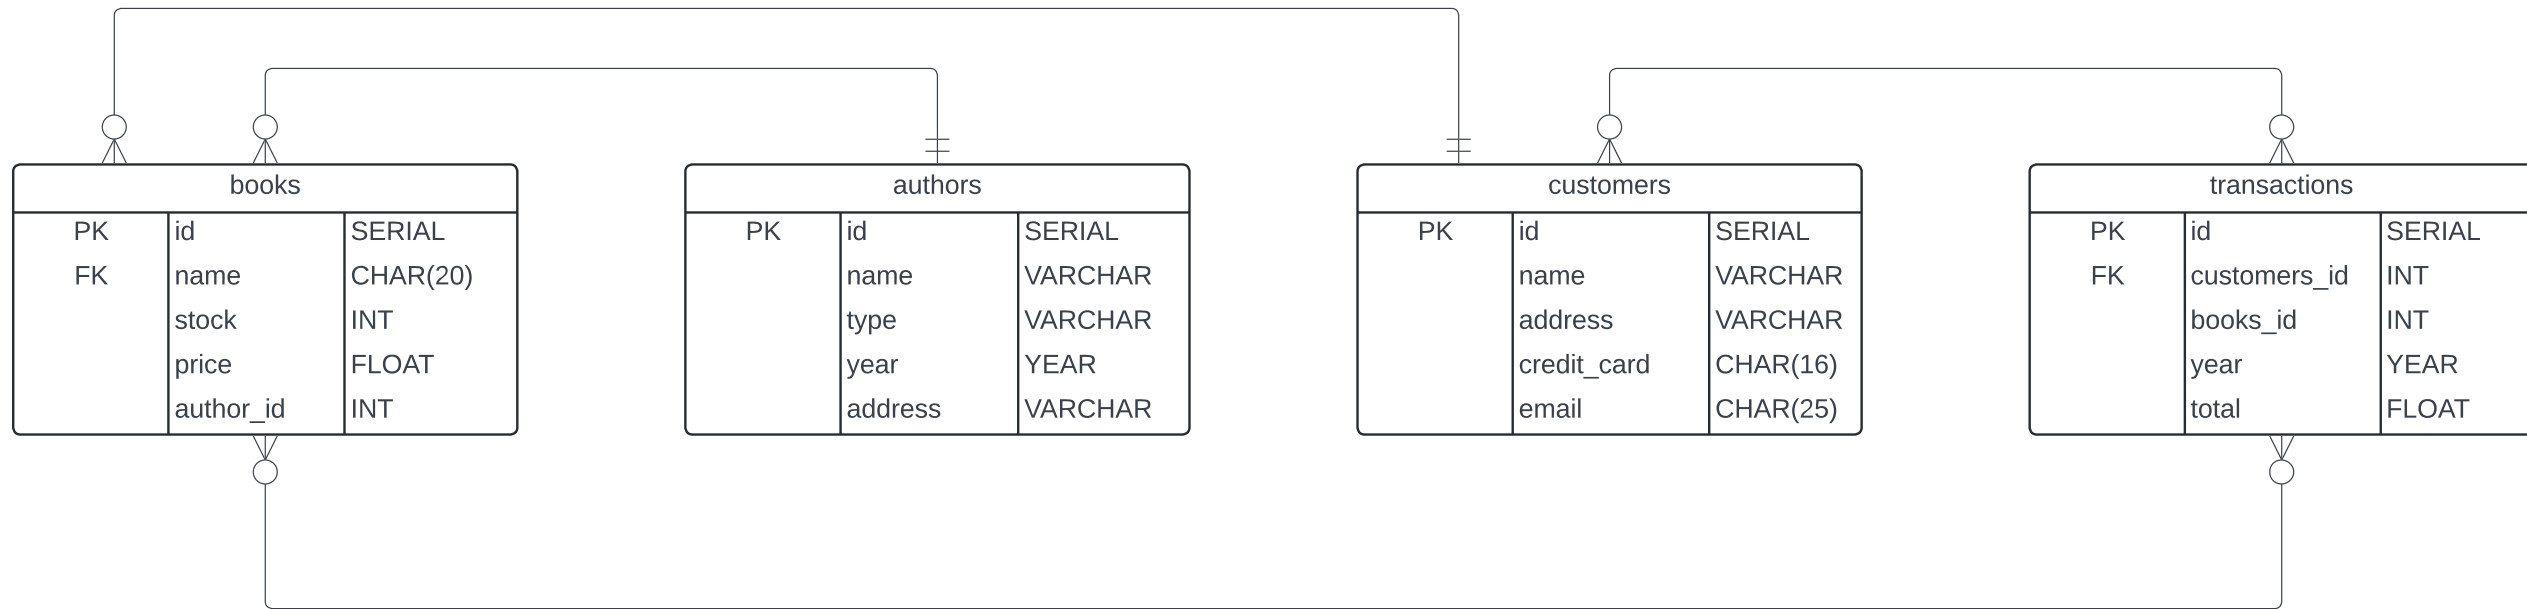 books
PK id SERIAL
FK name CHAR(20)
stock INT
price FLOAT
author_id INT
authors
PK id SERIAL
name VARCHAR
type VARCHAR
year YEAR
address VARCHAR
customers
PK id SERIAL
name VARCHAR
address VARCHAR
credit_card CHAR(16)
email CHAR(25)
transactions
PK id SERIAL
FK customers_id INT
books_id INT
year YEAR
total FLOAT